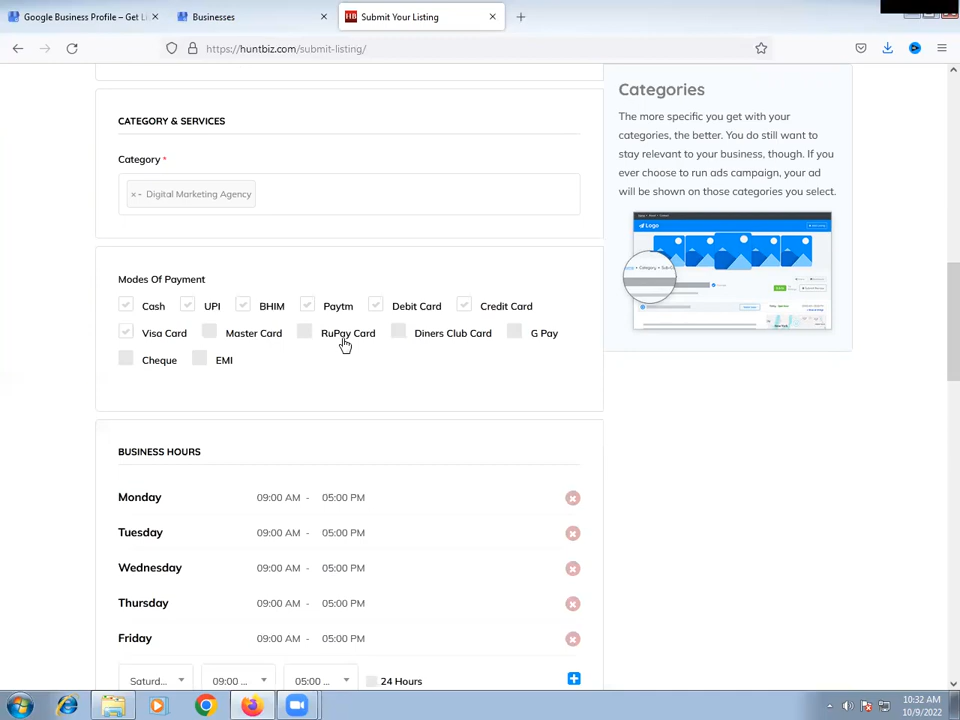 Google Business Profile – Get Li
Businesses
Submit Your Listing
https://huntbiz.com/submit-listing/
CATEGORY & SERVICES
Category *
× - Digital Marketing Agency
Modes Of Payment
Cash UPI BHIM Paytm Debit Card Credit Card
Visa Card Master Card RuPay Card Diners Club Card G Pay
Cheque EMI
BUSINESS HOURS
Monday 09:00 AM - 05:00 PM
Tuesday 09:00 AM - 05:00 PM
Wednesday 09:00 AM - 05:00 PM
Thursday 09:00 AM - 05:00 PM
Friday 09:00 AM - 05:00 PM
Saturd... 09:00 ... 05:00 ... 24 Hours
Categories
The more specific you get with your
categories, the better. You do still want to
stay relevant to your business, though. If you
ever choose to run ads campaign, your ad
will be shown on those categories you select.
Logo
10:32 AM
10/9/2022